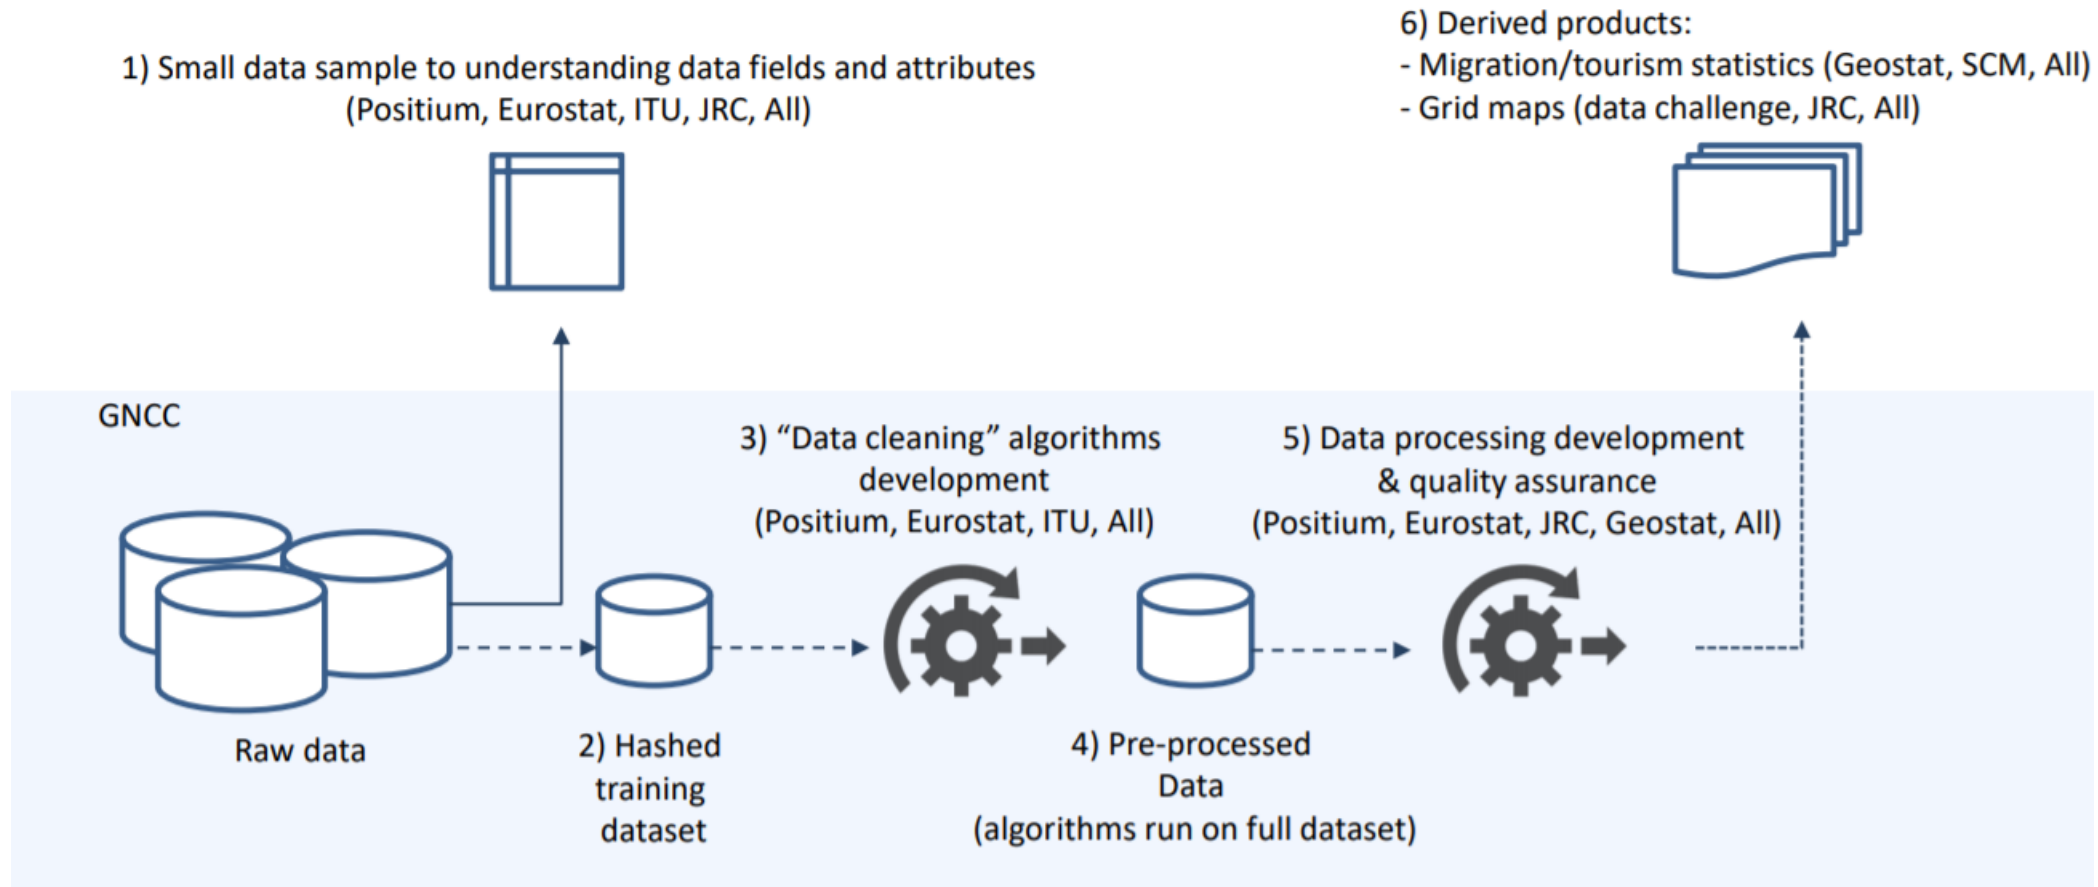 1) Small data sample to understanding data fields and attributes
(Positium, Eurostat, ITU, JRC, All)
6) Derived products:
- Migration/tourism statistics (Geostat, SCM, All)
- Grid maps (data challenge, JRC, All)
GNCC
3) “Data cleaning” algorithms
development
(Positium, Eurostat, ITU, All)
5) Data processing development
& quality assurance
(Positium, Eurostat, JRC, Geostat, All)
Raw data
2) Hashed
training
dataset
4) Pre-processed
Data
(algorithms run on full dataset)